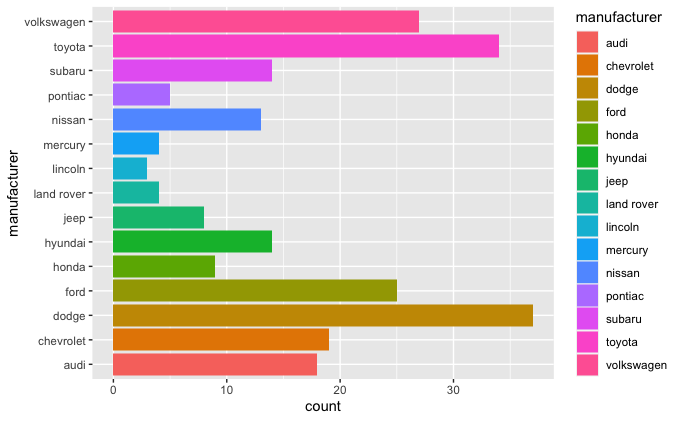 volkswagen
toyota
subaru
pontiac
nissan
mercury
lincoln
land rover
jeep
hyundai
honda
ford
dodge
chevrolet
audi
manufacturer
0 10 20 30
count
manufacturer
audi
chevrolet
dodge
ford
honda
hyundai
jeep
land rover
lincoln
mercury
nissan
pontiac
subaru
toyota
volkswagen